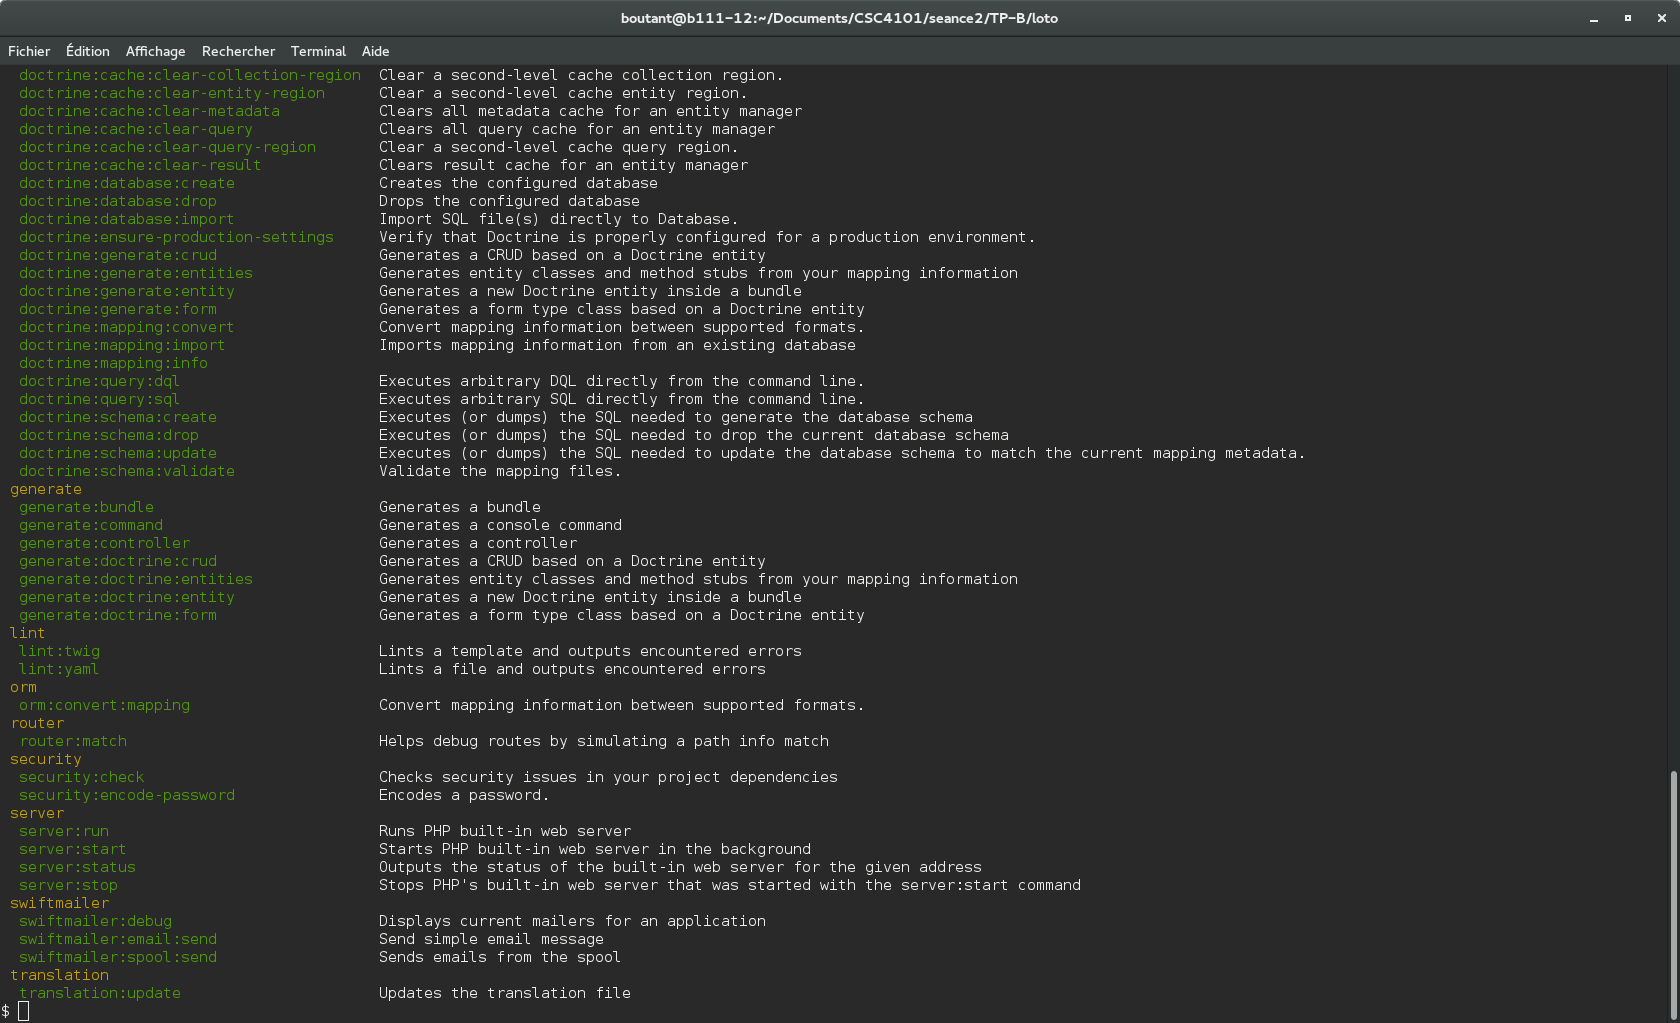 boutant@b111-12:~/Documents/CSC4101/seance2/TP-B/loto
Fichier Édition Affichage Rechercher Terminal Aide
doctrine:cache:clear-collection-region Clear a second-level cache collection region.
doctrine:cache:clear-entity-region Clear a second-level cache entity region.
doctrine:cache:clear-metadata Clears all metadata cache for an entity manager
doctrine:cache:clear-query Clears all query cache for an entity manager
doctrine:cache:clear-query-region Clear a second-level cache query region.
doctrine:cache:clear-result Clears result cache for an entity manager
doctrine:database:create Creates the configured database
doctrine:database:drop Drops the configured database
doctrine:database:import Import SQL file(s) directly to Database.
doctrine:ensure-production-settings Verify that Doctrine is properly configured for a production environment.
doctrine:generate:crud Generates a CRUD based on a Doctrine entity
doctrine:generate:entities Generates entity classes and method stubs from your mapping information
doctrine:generate:entity Generates a new Doctrine entity inside a bundle
doctrine:generate:form Generates a form type class based on a Doctrine entity
doctrine:mapping:convert Convert mapping information between supported formats.
doctrine:mapping:import Imports mapping information from an existing database
doctrine:mapping:info
doctrine:query:dql Executes arbitrary DQL directly from the command line.
doctrine:query:sql Executes arbitrary SQL directly from the command line.
doctrine:schema:create Executes (or dumps) the SQL needed to generate the database schema
doctrine:schema:drop Executes (or dumps) the SQL needed to drop the current database schema
doctrine:schema:update Executes (or dumps) the SQL needed to update the database schema to match the current mapping metadata.
doctrine:schema:validate Validate the mapping files.
generate
generate:bundle Generates a bundle
generate:command Generates a console command
generate:controller Generates a controller
generate:doctrine:crud Generates a CRUD based on a Doctrine entity
generate:doctrine:entities Generates entity classes and method stubs from your mapping information
generate:doctrine:entity Generates a new Doctrine entity inside a bundle
generate:doctrine:form Generates a form type class based on a Doctrine entity
lint
lint:twig Lints a template and outputs encountered errors
lint:yaml Lints a file and outputs encountered errors
orm
orm:convert:mapping Convert mapping information between supported formats.
router
router:match Helps debug routes by simulating a path info match
security
security:check Checks security issues in your project dependencies
security:encode-password Encodes a password.
server
server:run Runs PHP built-in web server
server:start Starts PHP built-in web server in the background
server:status Outputs the status of the built-in web server for the given address
server:stop Stops PHP's built-in web server that was started with the server:start command
swiftmailer
swiftmailer:debug Displays current mailers for an application
swiftmailer:email:send Send simple email message
swiftmailer:spool:send Sends emails from the spool
translation
translation:update Updates the translation file
$